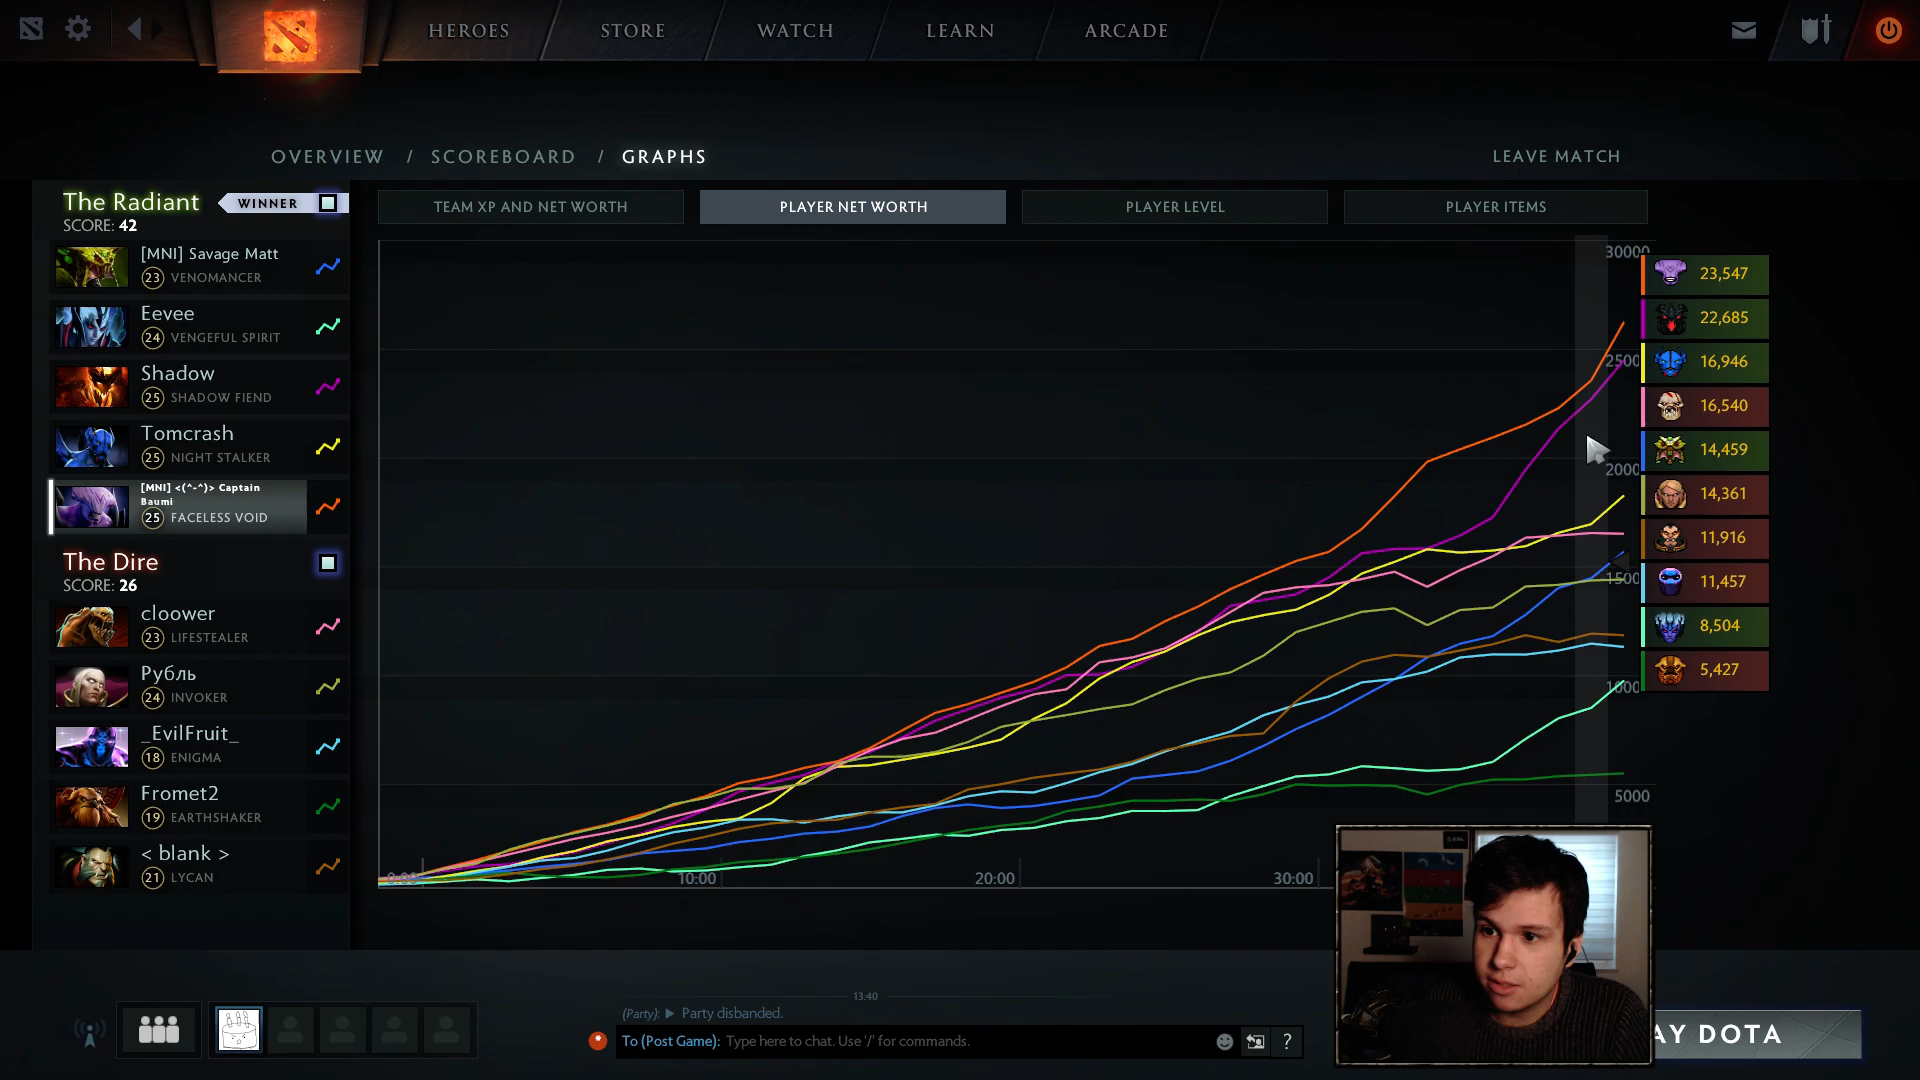 HEROES
STORE
WATCH
LEARN
ARCADE
OVERVIEW / SCOREBOARD / GRAPHS
LEAVE MATCH
The Radiant
WINNER
SCORE: 42
[MNI] Savage Matt
23 VENOMANCER
Eevee
24 VENGEFUL SPIRIT
Shadow
25 SHADOW FIEND
Tomcrash
25 NIGHT STALKER
[MNI] <(^-^)> Captain
Baumi
25 FACELESS VOID
The Dire
SCORE: 26
cloower
23 LIFESTEALER
Рубль
24 INVOKER
_EvilFruit_
18 ENIGMA
Fromet2
19 EARTHSHAKER
< blank >
21 LYCAN
TEAM XP AND NET WORTH
PLAYER NET WORTH
PLAYER LEVEL
PLAYER ITEMS
30000
2500
2000
1500
1000
5000
0:00
10:00
20:00
30:00
23,547
22,685
16,946
16,540
14,459
14,361
11,916
11,457
8,504
5,427
13:40
(Party): ▶ Party disbanded.
To (Post Game): Type here to chat. Use '/' for commands.
?
AY DOTA